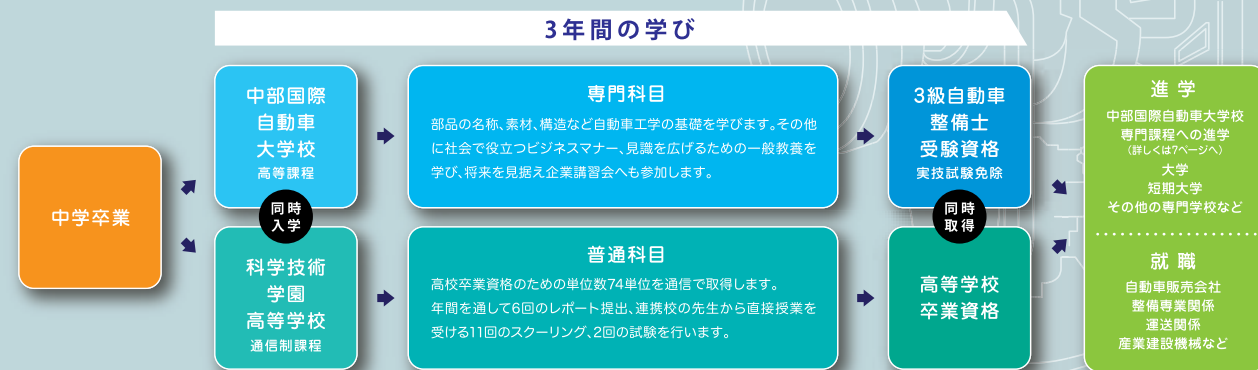 3年間の学び
中学卒業
中部国際
自動車
大学校
高等課程
同時
入学
科学技術
学園
高等学校
通信制課程
専門科目
部品の名称、素材、構造など自動車工学の基礎を学びます。その他
に社会で役立つビジネスマナー、見識を広げるための一般教養を
学び、将来を見据え企業講習会へも参加します。
普通科目
高校卒業資格のための単位数74単位を通信で取得します。
年間を通して6回のレポート提出、連携校の先生から直接授業を
受ける11回のスクーリング、2回の試験を行います。
3級自動車
整備士
受験資格
実技試験免除
同時
取得
高等学校
卒業資格
進学
中部国際自動車大学校
専門課程への進学
(詳しくは7ページへ)
大学
短期大学
その他の専門学校など
就職
自動車販売会社
整備専業関係
運送関係
産業建設機械など